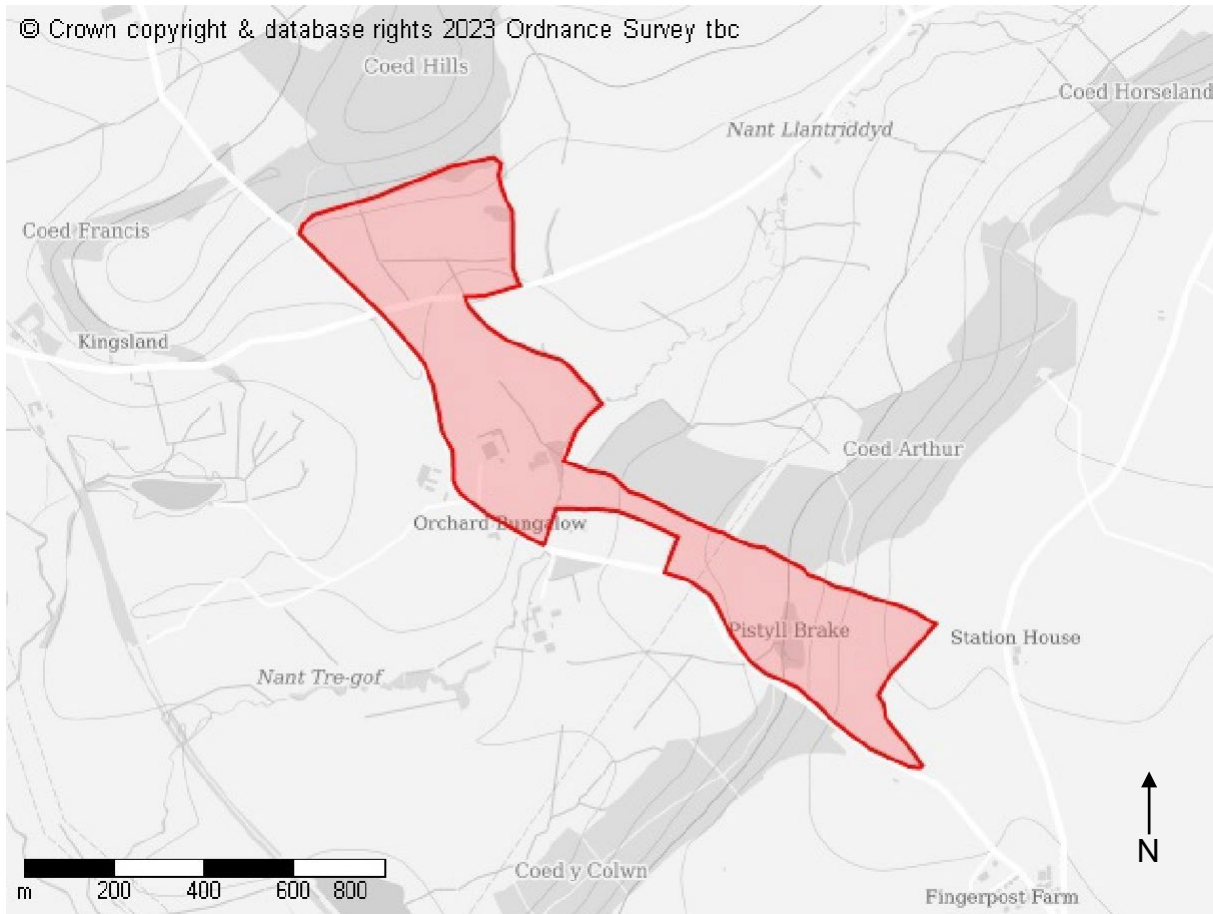 © Crown copyright & database rights 2023 Ordnance Survey tbc
Coed Hills
Coed Horseland
Nant Llantriddyd
Coed Francis
Kingsland
Coed Arthur
Orchard Bungalow
Pistyll Brake
Station House
Nant Tre-gof
N
Coed y Colwn
m 200 400 600 800
Fingerpost Farm